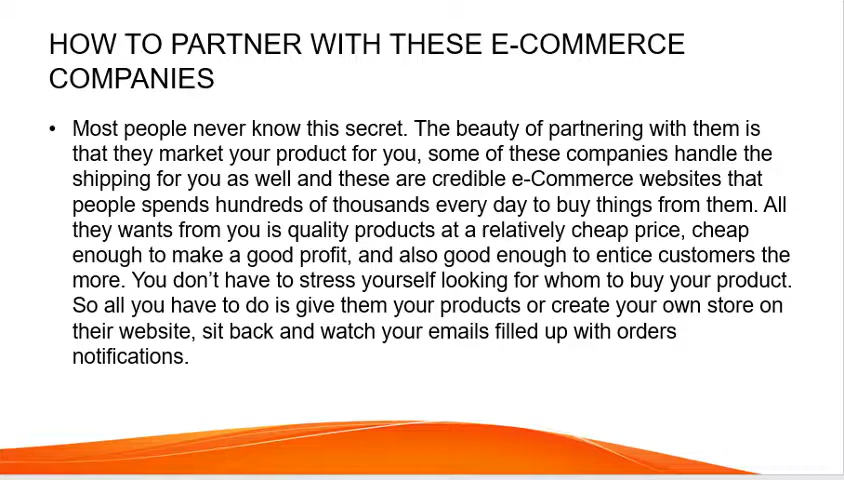 HOW TO PARTNER WITH THESE E-COMMERCE
COMPANIES
• Most people never know this secret. The beauty of partnering with them is
that they market your product for you, some of these companies handle the
shipping for you as well and these are credible e-Commerce websites that
people spends hundreds of thousands every day to buy things from them. All
they wants from you is quality products at a relatively cheap price, cheap
enough to make a good profit, and also good enough to entice customers the
more. You don’t have to stress yourself looking for whom to buy your product.
So all you have to do is give them your products or create your own store on
their website, sit back and watch your emails filled up with orders
notifications.